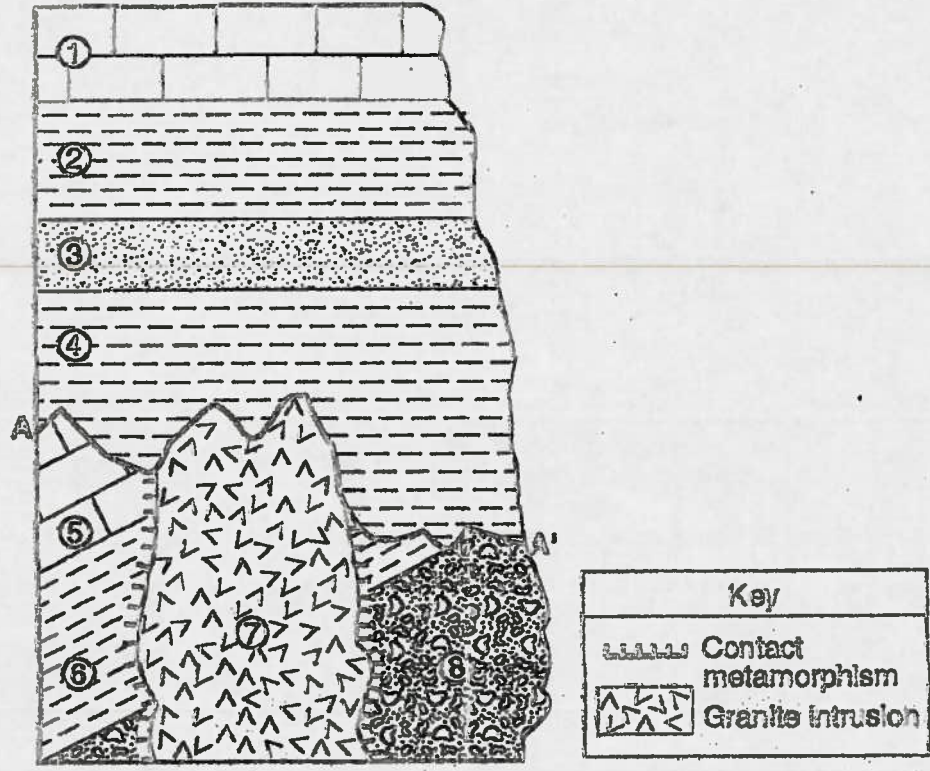 ①
②
③
④
A
⑤
A'
⑦
⑥
8
Key
Contact
metamorphism
Granite intrusion